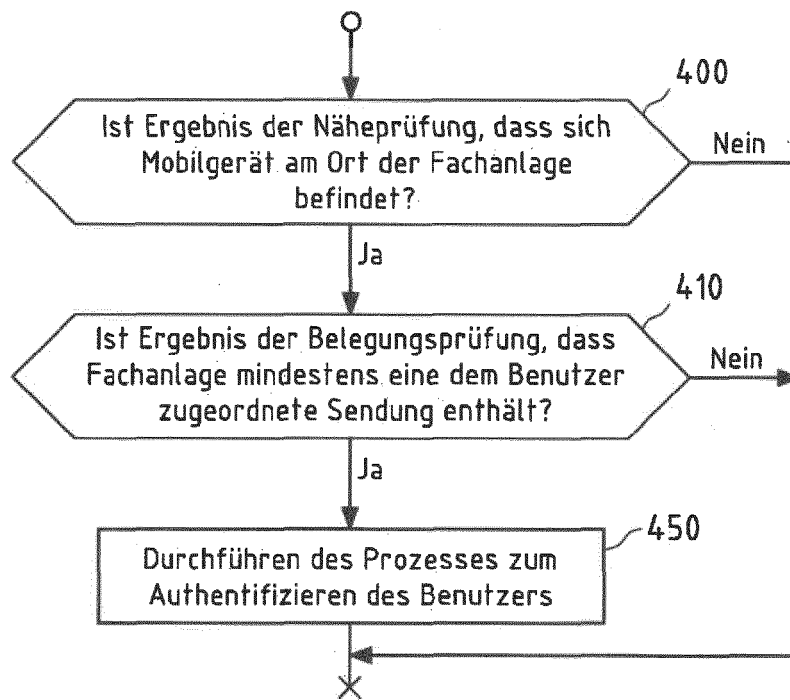 400
Ist Ergebnis der Näheprüfung, dass sich
Mobilgerät am Ort der Fachanlage
befindet?
Nein
Ja
410
Ist Ergebnis der Belegungsprüfung, dass
Fachanlage mindestens eine dem Benutzer
zugeordnete Sendung enthält?
Nein
Ja
450
Durchführen des Prozesses zum
Authentifizieren des Benutzers